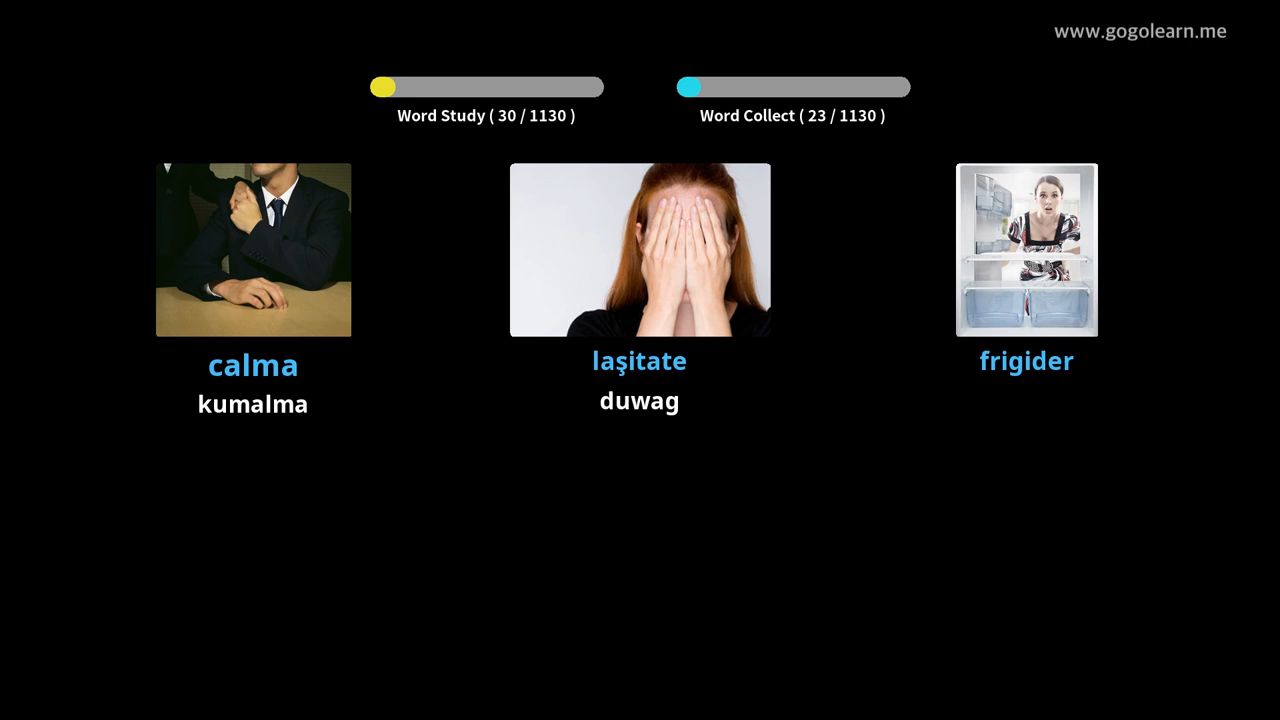 www.gogolearn.me
Word Study ( 30 / 1130 )
Word Collect ( 23 / 1130 )
calma
kumalma
laşitate
duwag
frigider